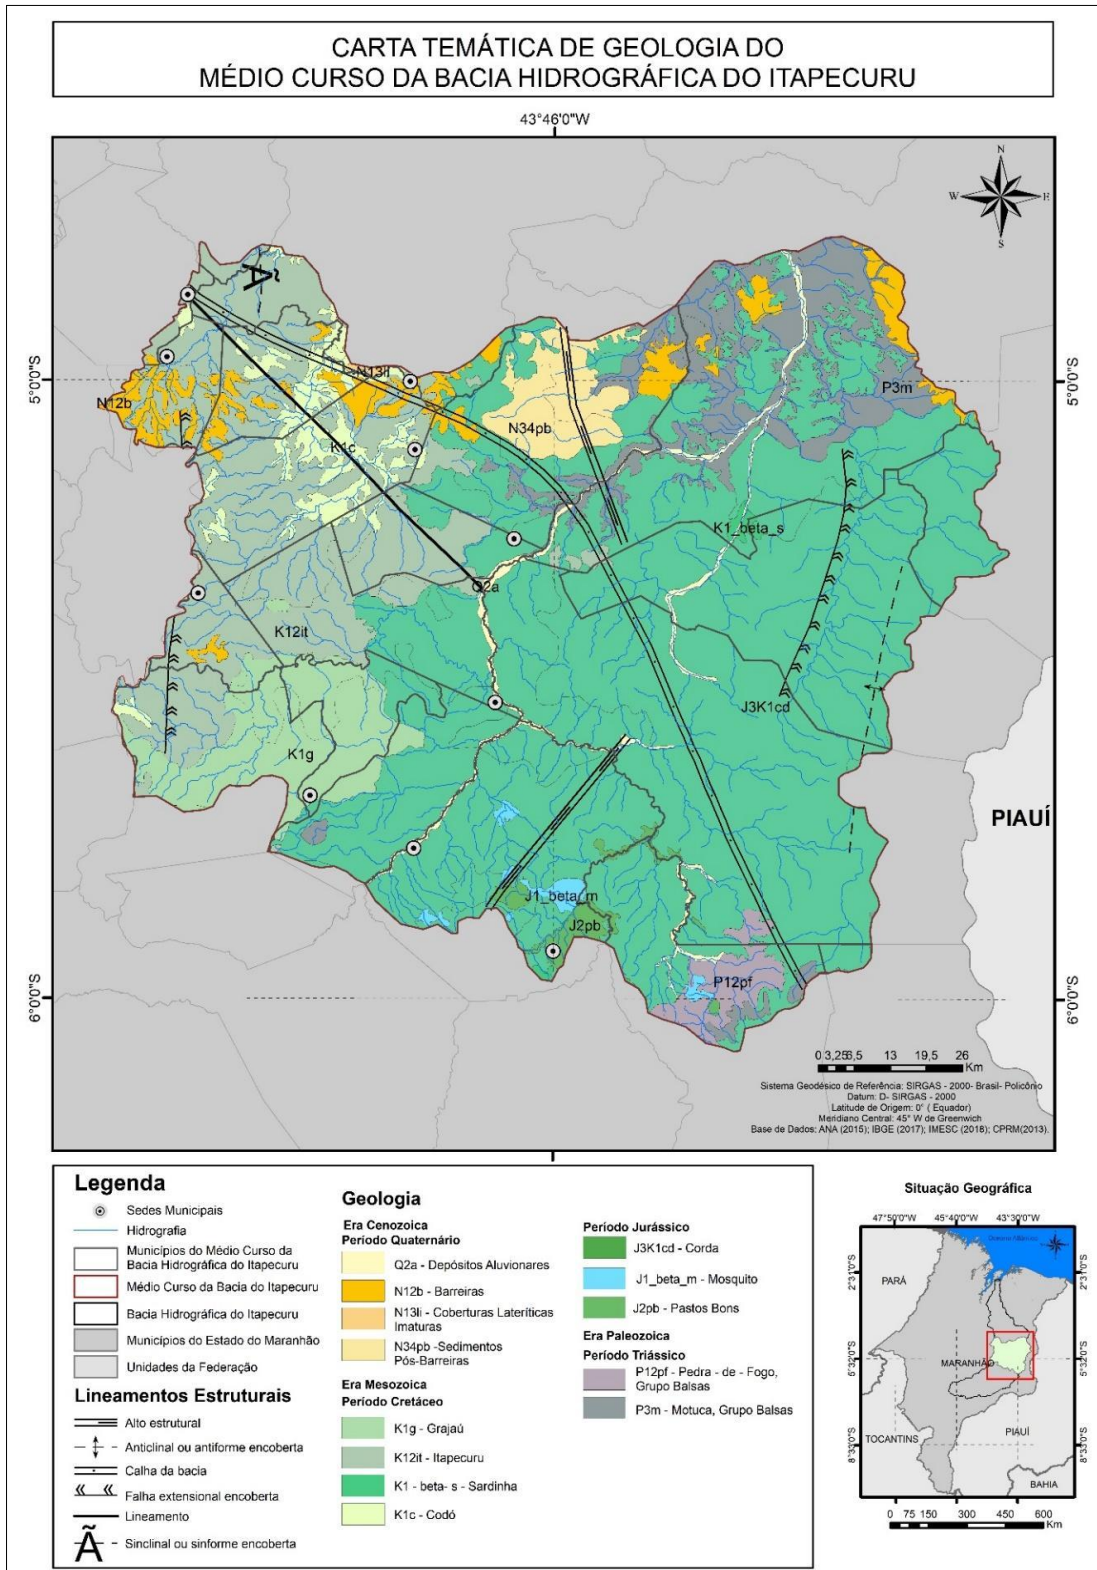 CARTA TEMÁTICA DE GEOLOGIA DO
MÉDIO CURSO DA BACIA HIDROGRÁFICA DO ITAPECURU
43°46'0"W
N
W
E
S
Ã
5°0'0"S
5°0'0"S
N12b
N13li
K1c
N34pb
P3m
K1_beta_s
Q2a
K12it
J3K1cd
K1g
PIAUÍ
J1_beta_m
J2pb
P12pf
6°0'0"S
6°0'0"S
0 3,25 6,5 13 19,5 26
Km
Sistema Geodésico de Referência: SIRGAS - 2000- Brasil- Policônio
Datum: D- SIRGAS - 2000
Latitude de Origem: 0° ( Equador)
Meridiano Central: 45° W de Greenwich
Base de Dados: ANA (2015); IBGE (2017); IMESC (2018); CPRM(2013).
Legenda
Sedes Municipais
Hidrografia
Municípios do Médio Curso da
Bacia Hidrográfica do Itapecuru
Médio Curso da Bacia do Itapecuru
Bacia Hidrográfica do Itapecuru
Municípios do Estado do Maranhão
Unidades da Federação
Lineamentos Estruturais
Alto estrutural
Anticlinal ou antiforme encoberta
Calha da bacia
Falha extensional encoberta
Lineamento
Ã
Sinclinal ou sinforme encoberta
Geologia
Era Cenozoica
Período Quaternário
Q2a - Depósitos Aluvionares
N12b - Barreiras
N13li - Coberturas Lateríticas
Imaturas
N34pb -Sedimentos
Pós-Barreiras
Era Mesozoica
Período Cretáceo
K1g - Grajaú
K12it - Itapecuru
K1 - beta- s - Sardinha
K1c - Codó
Período Jurássico
J3K1cd - Corda
J1_beta_m - Mosquito
J2pb - Pastos Bons
Era Paleozoica
Período Triássico
P12pf - Pedra - de - Fogo,
Grupo Balsas
P3m - Motuca, Grupo Balsas
Situação Geográfica
47°50'0"W 45°40'0"W 43°30'0"W
Oceano Atlântico
PARÁ
2°31'0"S
2°31'0"S
MARANHÃO
5°32'0"S
5°32'0"S
TOCANTINS
PIAUÍ
8°33'0"S
8°33'0"S
BAHIA
0 75 150 300 450 600
Km